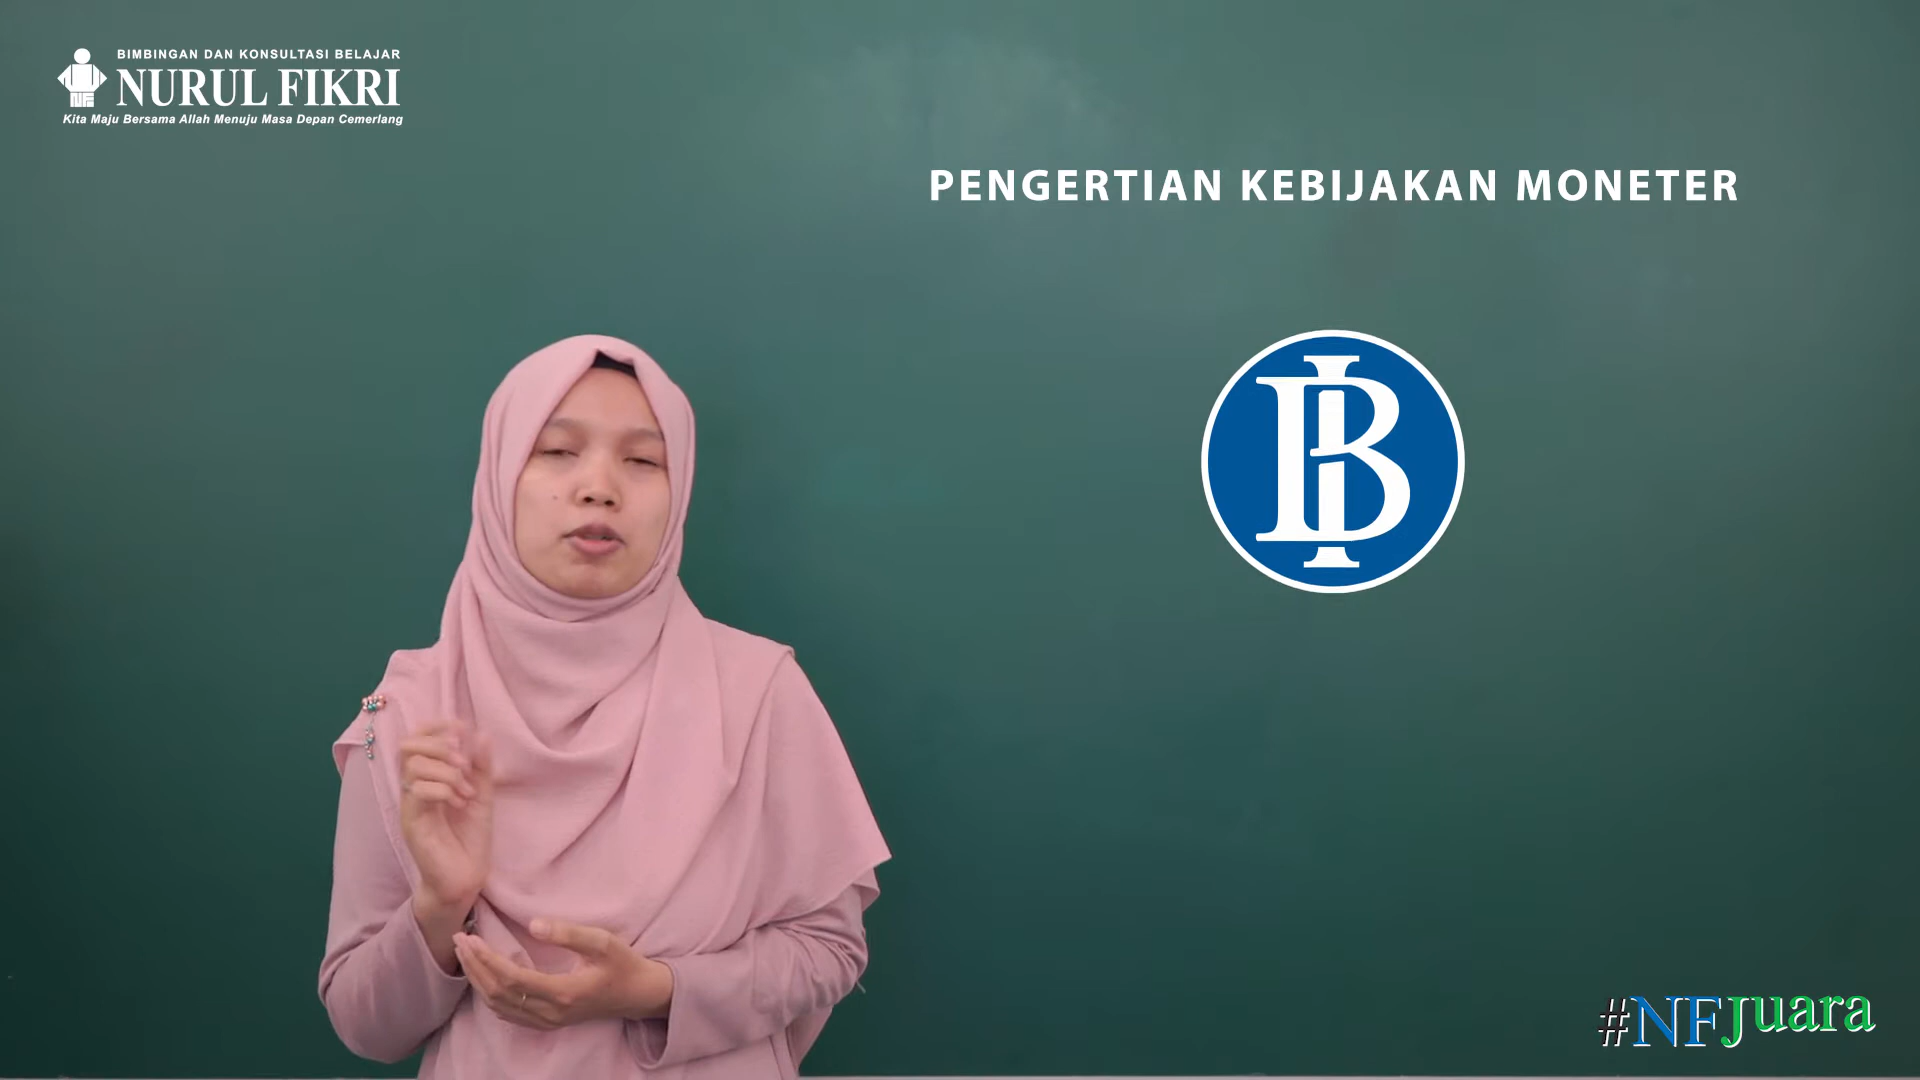 BIMBINGAN DAN KONSULTASI BELAJAR
NURUL FIKRI
NF
Kita Maju Bersama Allah Menuju Masa Depan Cemerlang
PENGERTIAN KEBIJAKAN MONETER
BI
#NFJuara